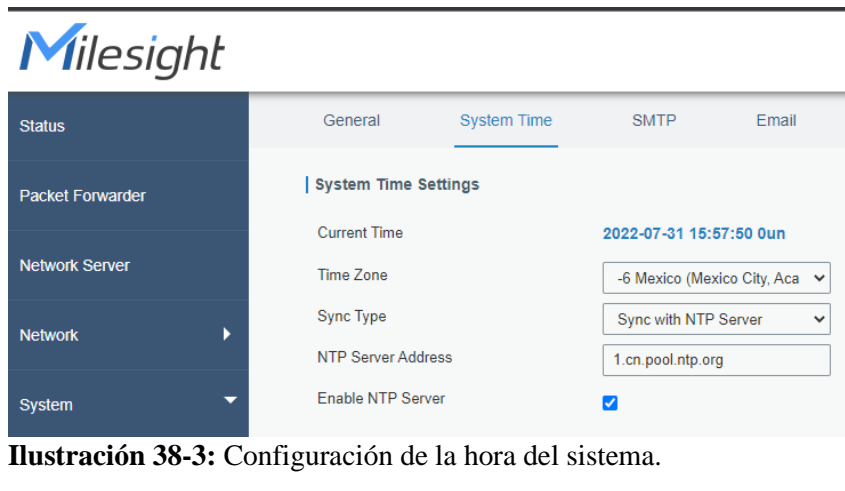 Milesight
Status
General System Time SMTP Email
System Time Settings
Packet Forwarder
Current Time 2022-07-31 15:57:50 0un
Network Server
Time Zone -6 Mexico (Mexico City, Aca
Sync Type Sync with NTP Server
Network
NTP Server Address 1.cn.pool.ntp.org
System
Enable NTP Server
Ilustración 38-3: Configuración de la hora del sistema.